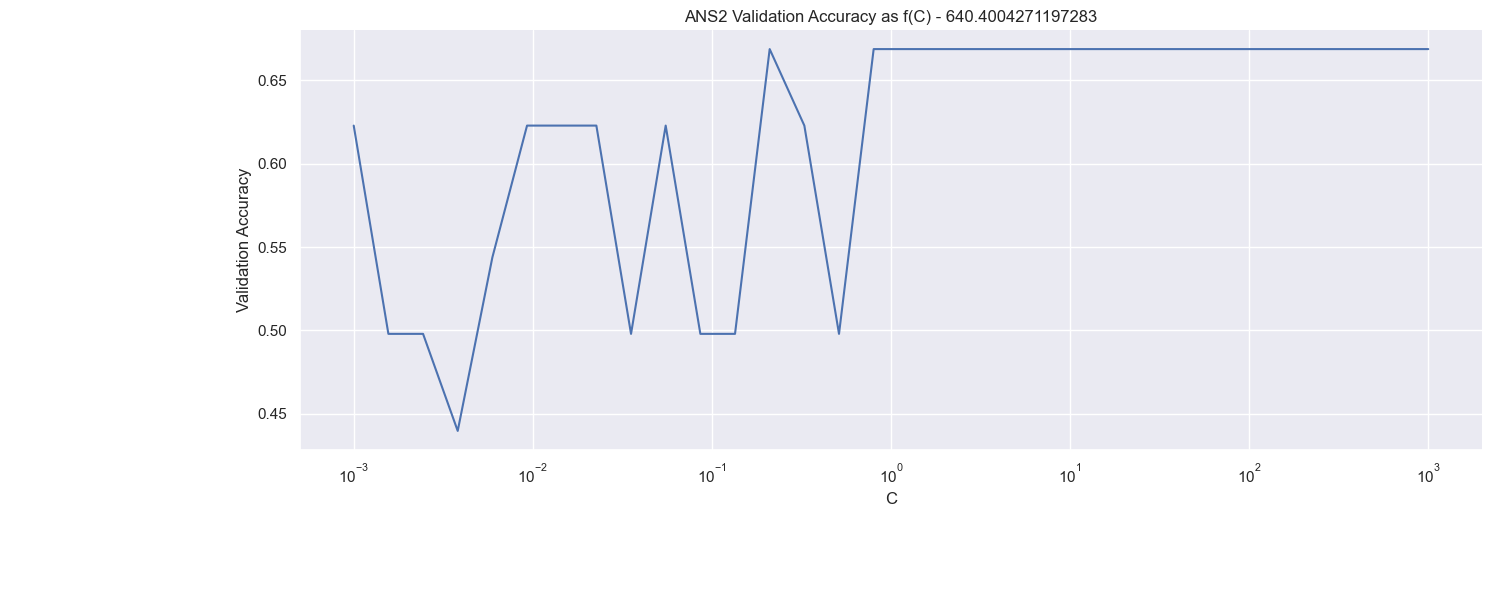 ANS2 Validation Accuracy as f(C) - 640.4004271197283
Validation Accuracy
0.65
0.60
0.55
0.50
0.45
10⁻³ 10⁻² 10⁻¹ 10⁰ 10¹ 10² 10³
C